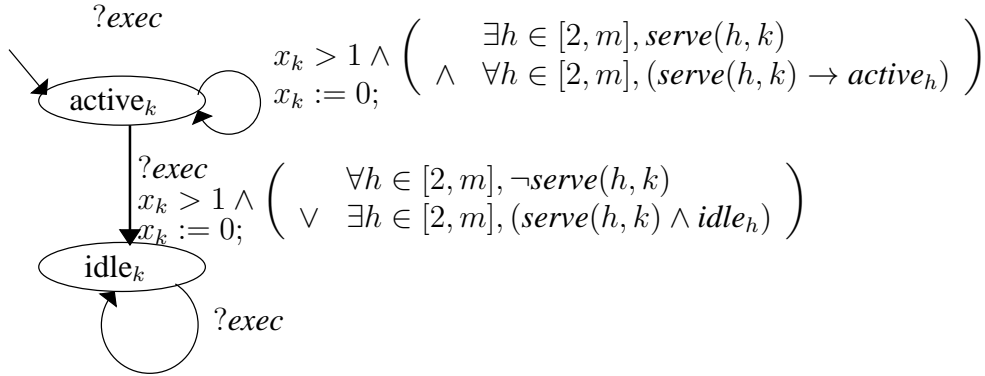 ?exec
x_k > 1 ∧ ( ∃h ∈ [2, m], serve(h, k)
∧ ∀h ∈ [2, m], (serve(h, k) → active_h) )
x_k := 0;
active_k
?exec
x_k > 1 ∧ ( ∀h ∈ [2, m], ¬serve(h, k)
∨ ∃h ∈ [2, m], (serve(h, k) ∧ idle_h) )
x_k := 0;
idle_k
?exec